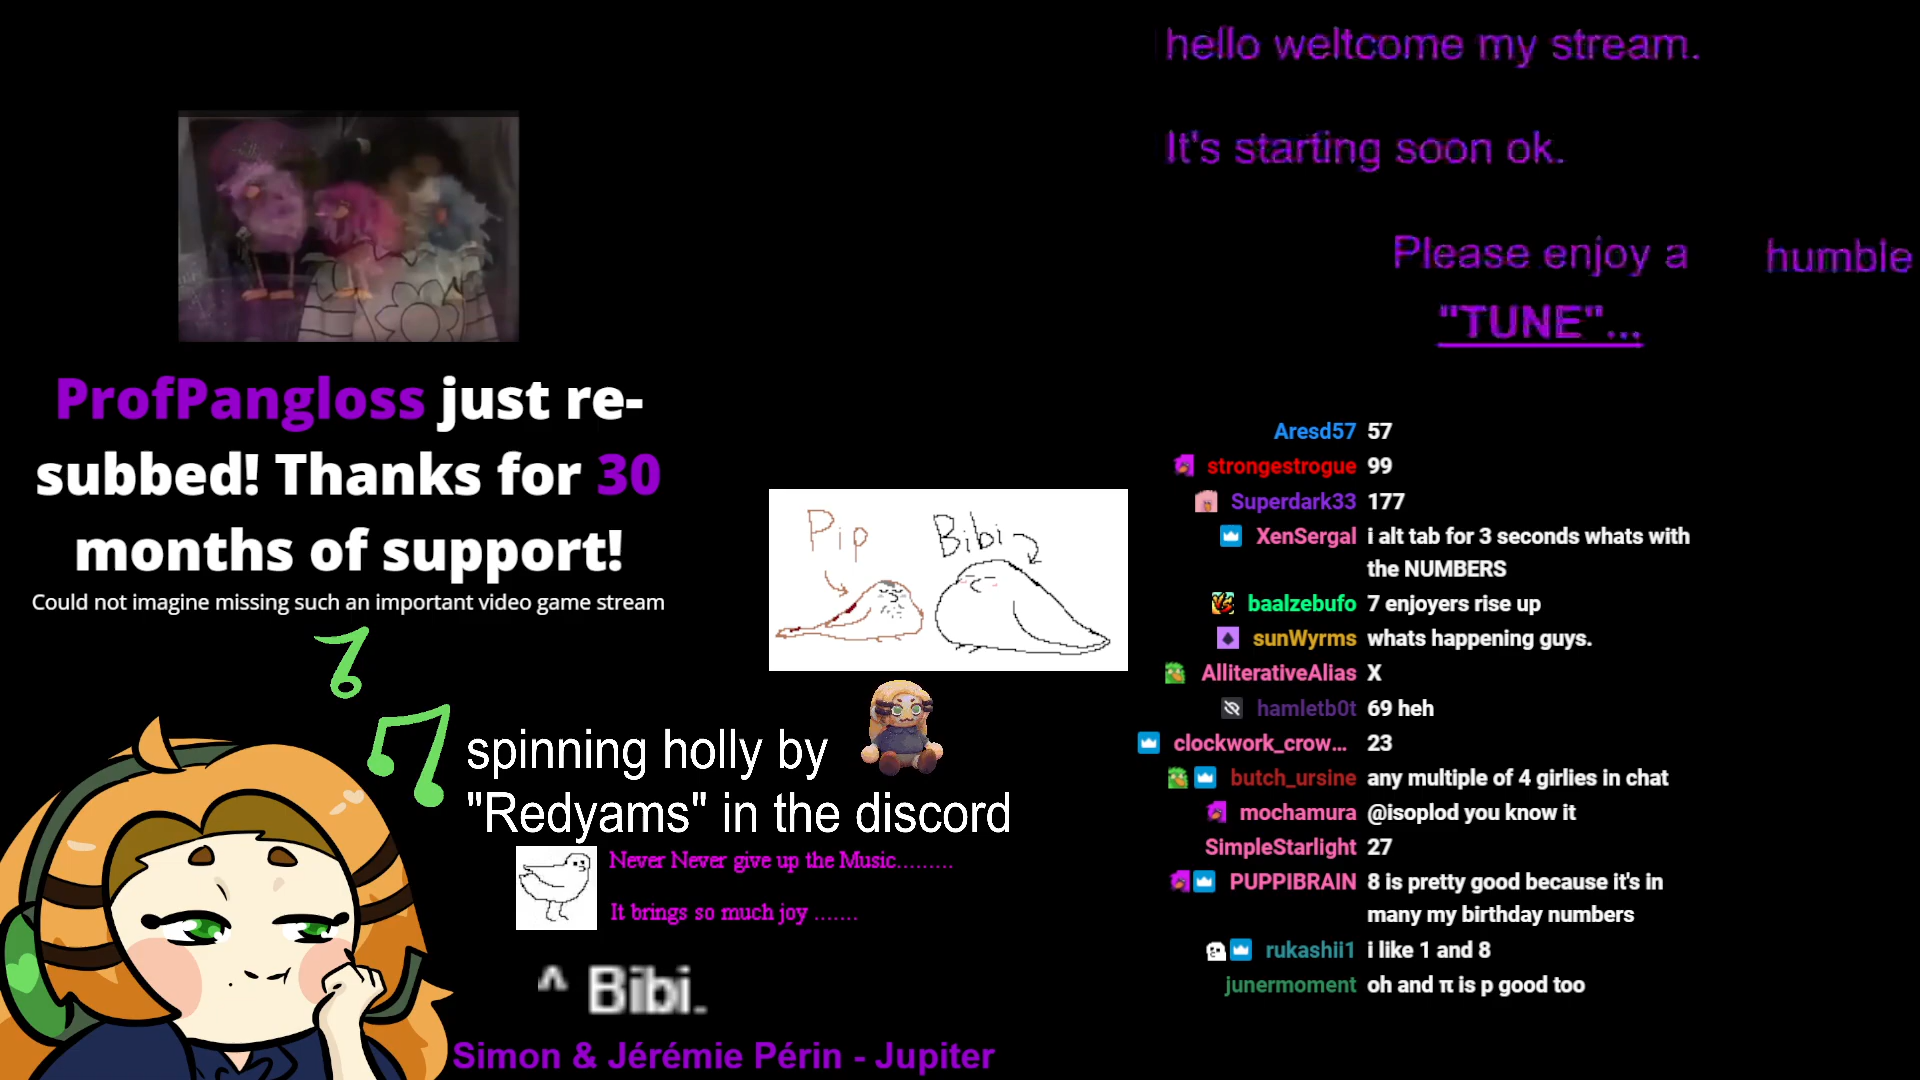 hello weltcome my stream.
It's starting soon ok.
Please enjoy a humble
"TUNE"...
ProfPangloss just re-
subbed! Thanks for 30
months of support!
Could not imagine missing such an important video game stream
Pip
Bibi
spinning holly by
"Redyams" in the discord
Never Never give up the Music.........
It brings so much joy .......
^ Bibi.
Simon & Jérémie Périn - Jupiter
Aresd57 57
strongestrogue 99
Superdark33 177
XenSergal i alt tab for 3 seconds whats with
the NUMBERS
baalzebufo 7 enjoyers rise up
sunWyrms whats happening guys.
AlliterativeAlias X
hamletb0t 69 heh
clockwork_crow... 23
butch_ursine any multiple of 4 girlies in chat
mochamura @isoplod you know it
SimpleStarlight 27
PUPPIBRAIN 8 is pretty good because it's in
many my birthday numbers
rukashii1 i like 1 and 8
junermoment oh and π is p good too